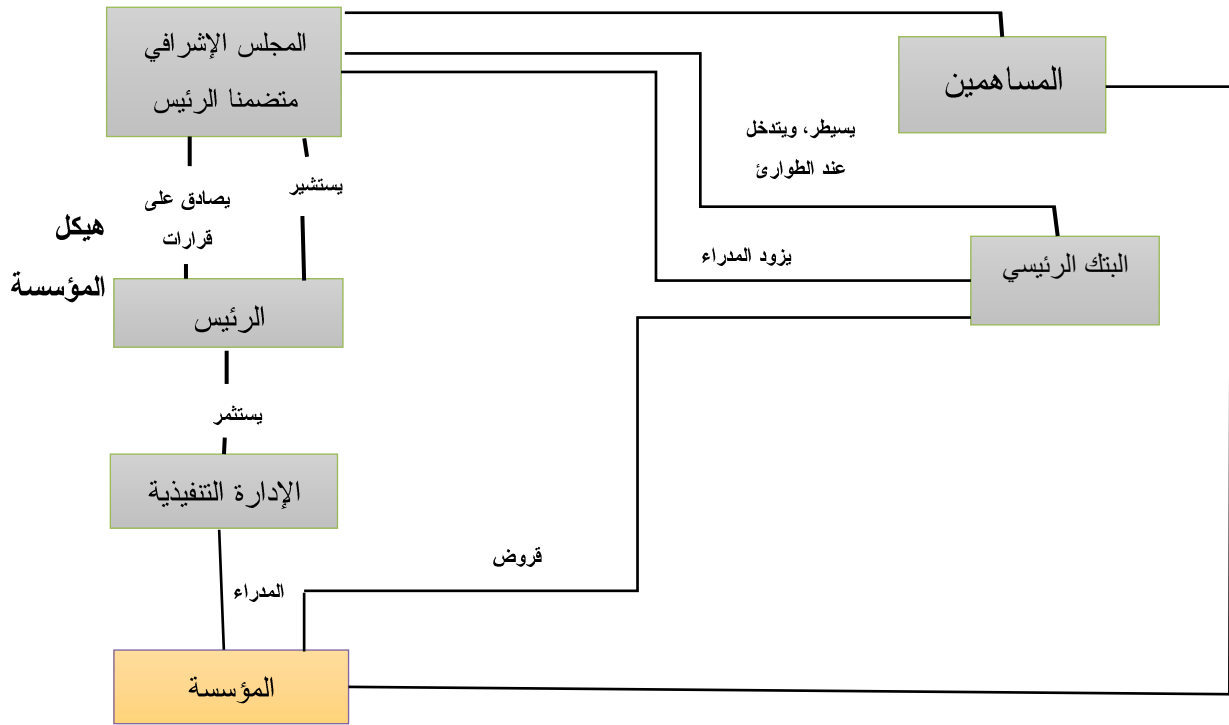 المجلس الإشرافي
متضمنا الرئيس
المساهمين
يسيطر، ويتدخل
عند الطوارئ
يستشير
يصادق على
قرارات
هيكل
المؤسسة
يزود المدراء
البتك الرئيسي
الرئيس
يستثمر
الإدارة التنفيذية
قروض
المدراء
المؤسسة